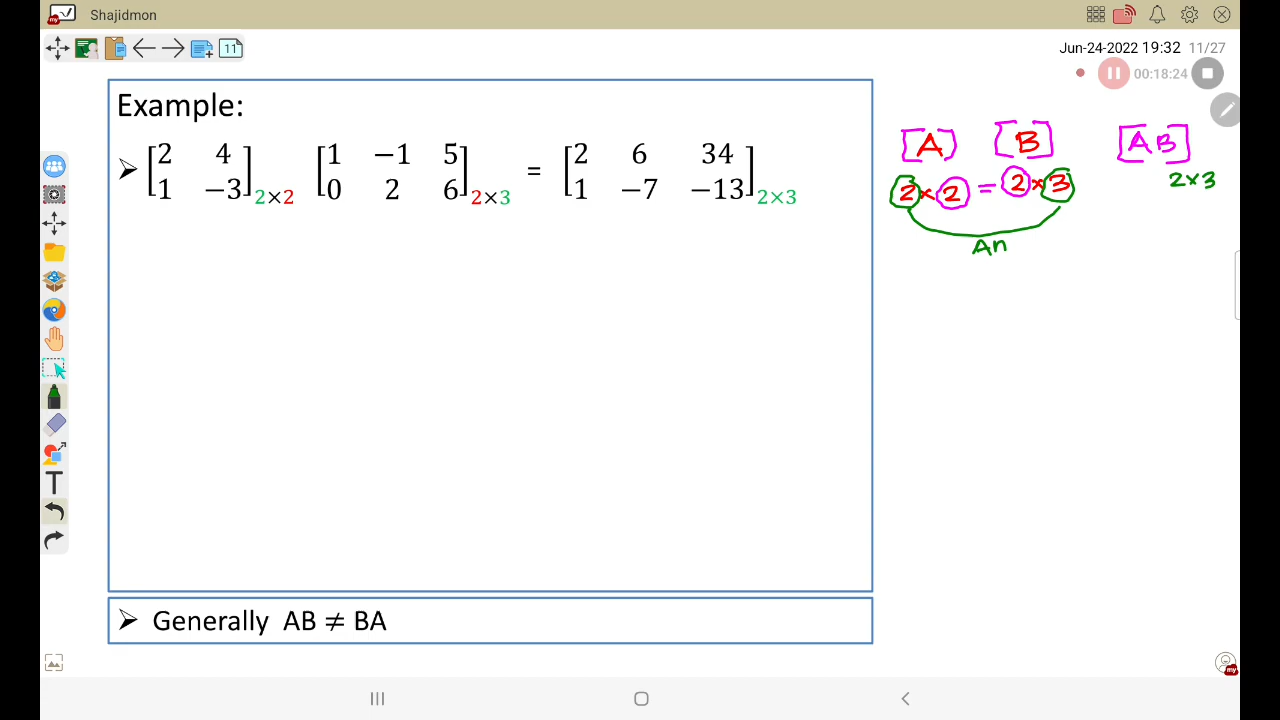 Shajidmon
11
Jun-24-2022 19:32 11/27
00:18:24
Example:
➢ [2 4
1 −3] 2×2 [1 −1 5
0 2 6] 2×3 = [2 6 34
1 −7 −13] 2×3
[A] [B] [AB]
2×2 = 2×3 2×3
An
T
➢ Generally AB ≠ BA